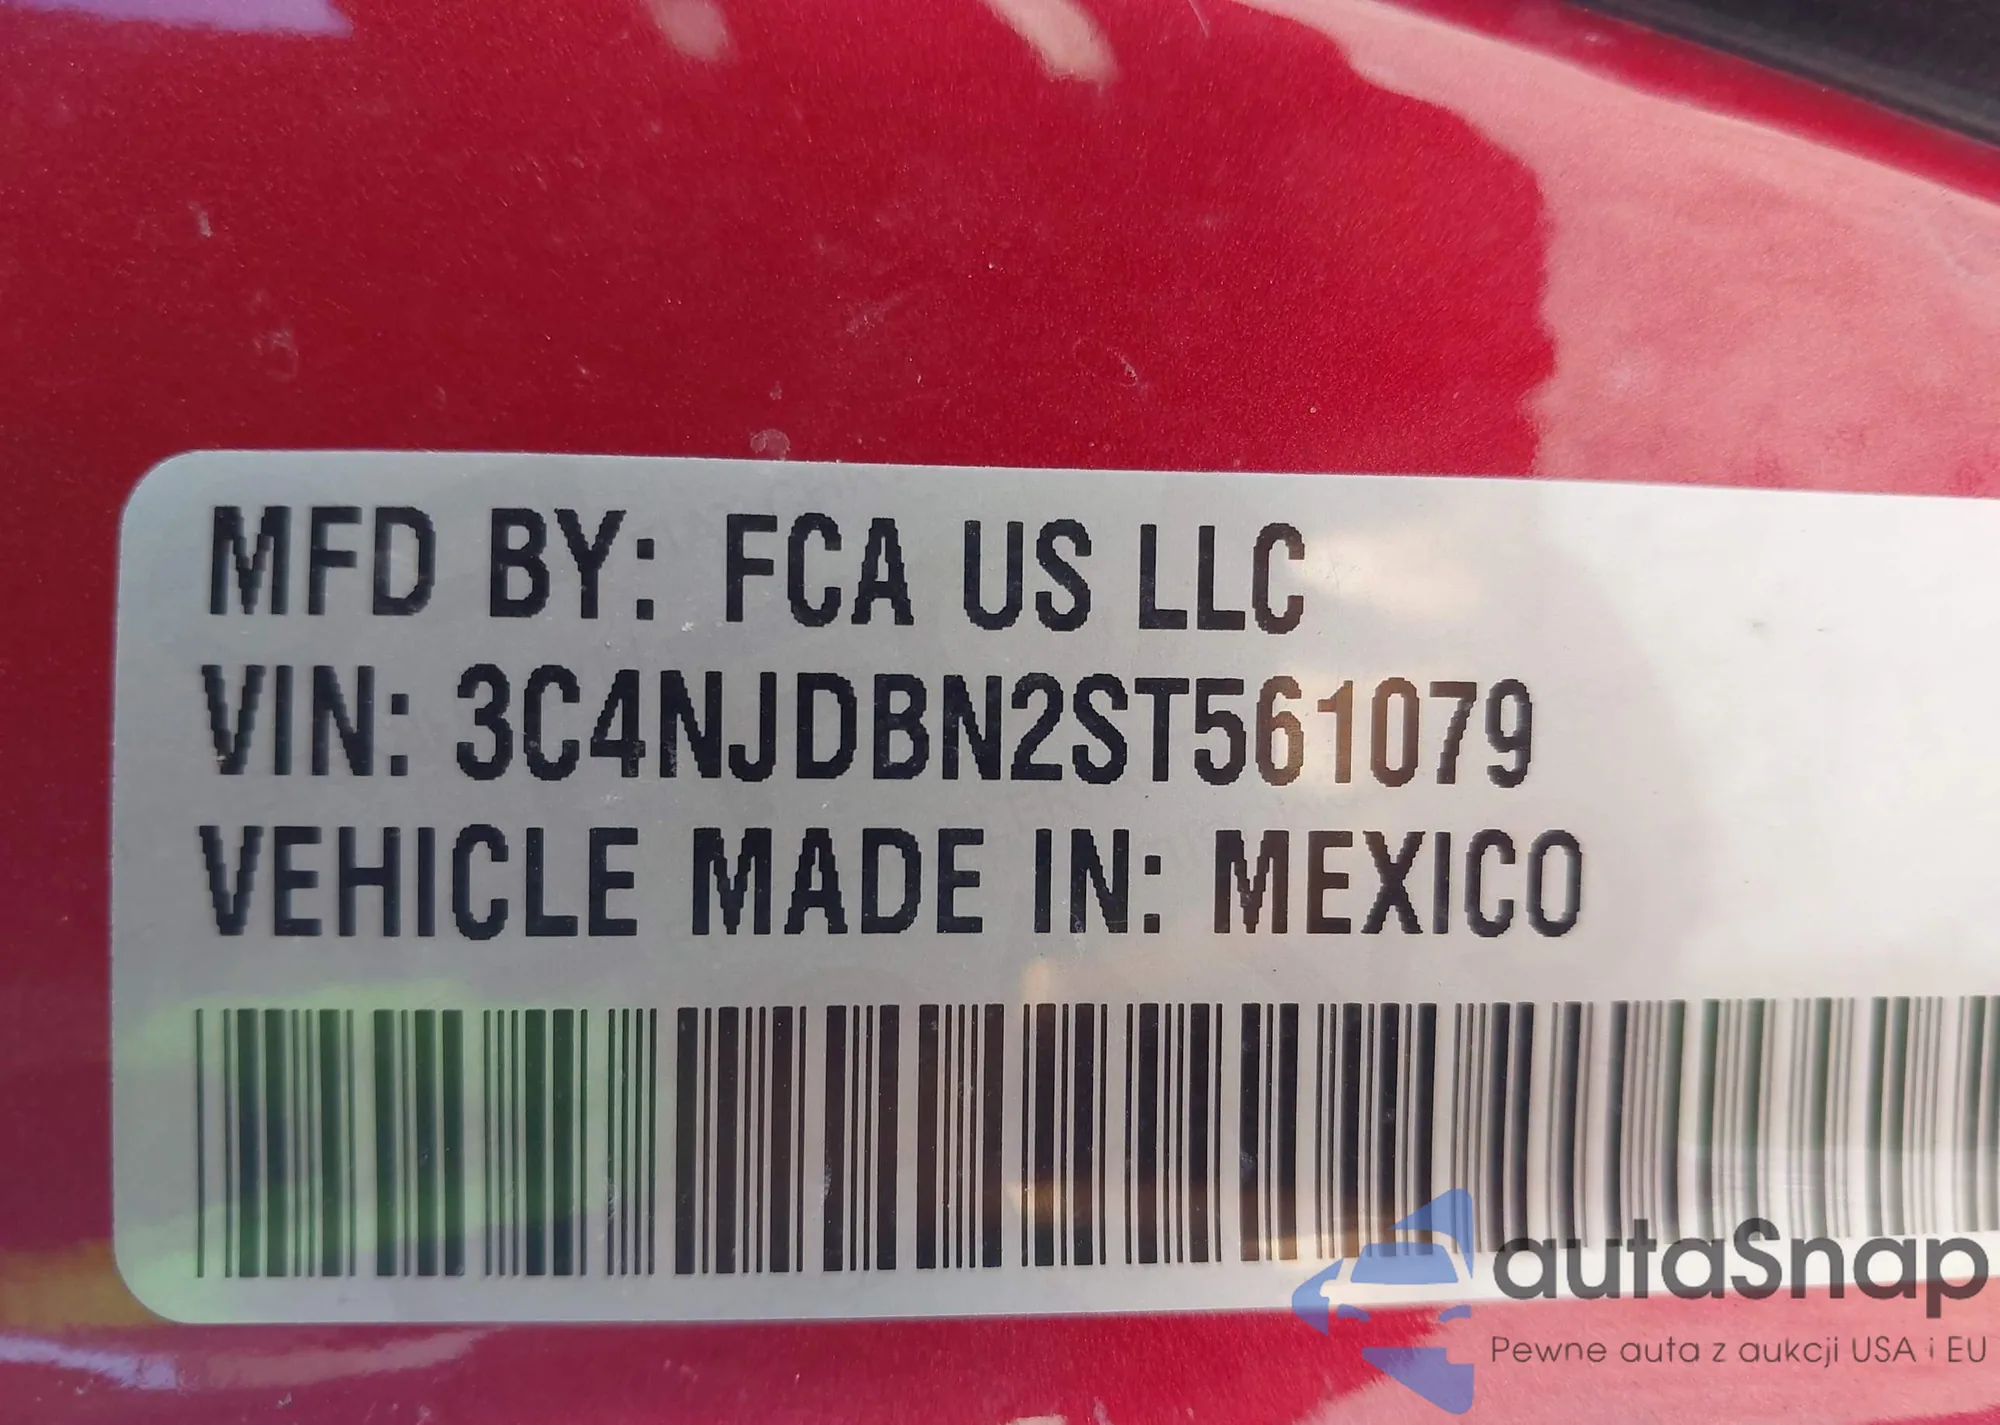 MFD BY: FCA US LLC
VIN: 3C4NJDBN2ST561079
VEHICLE MADE IN: MEXICO
autaSnap
Pewne auta z aukcji USA i EU